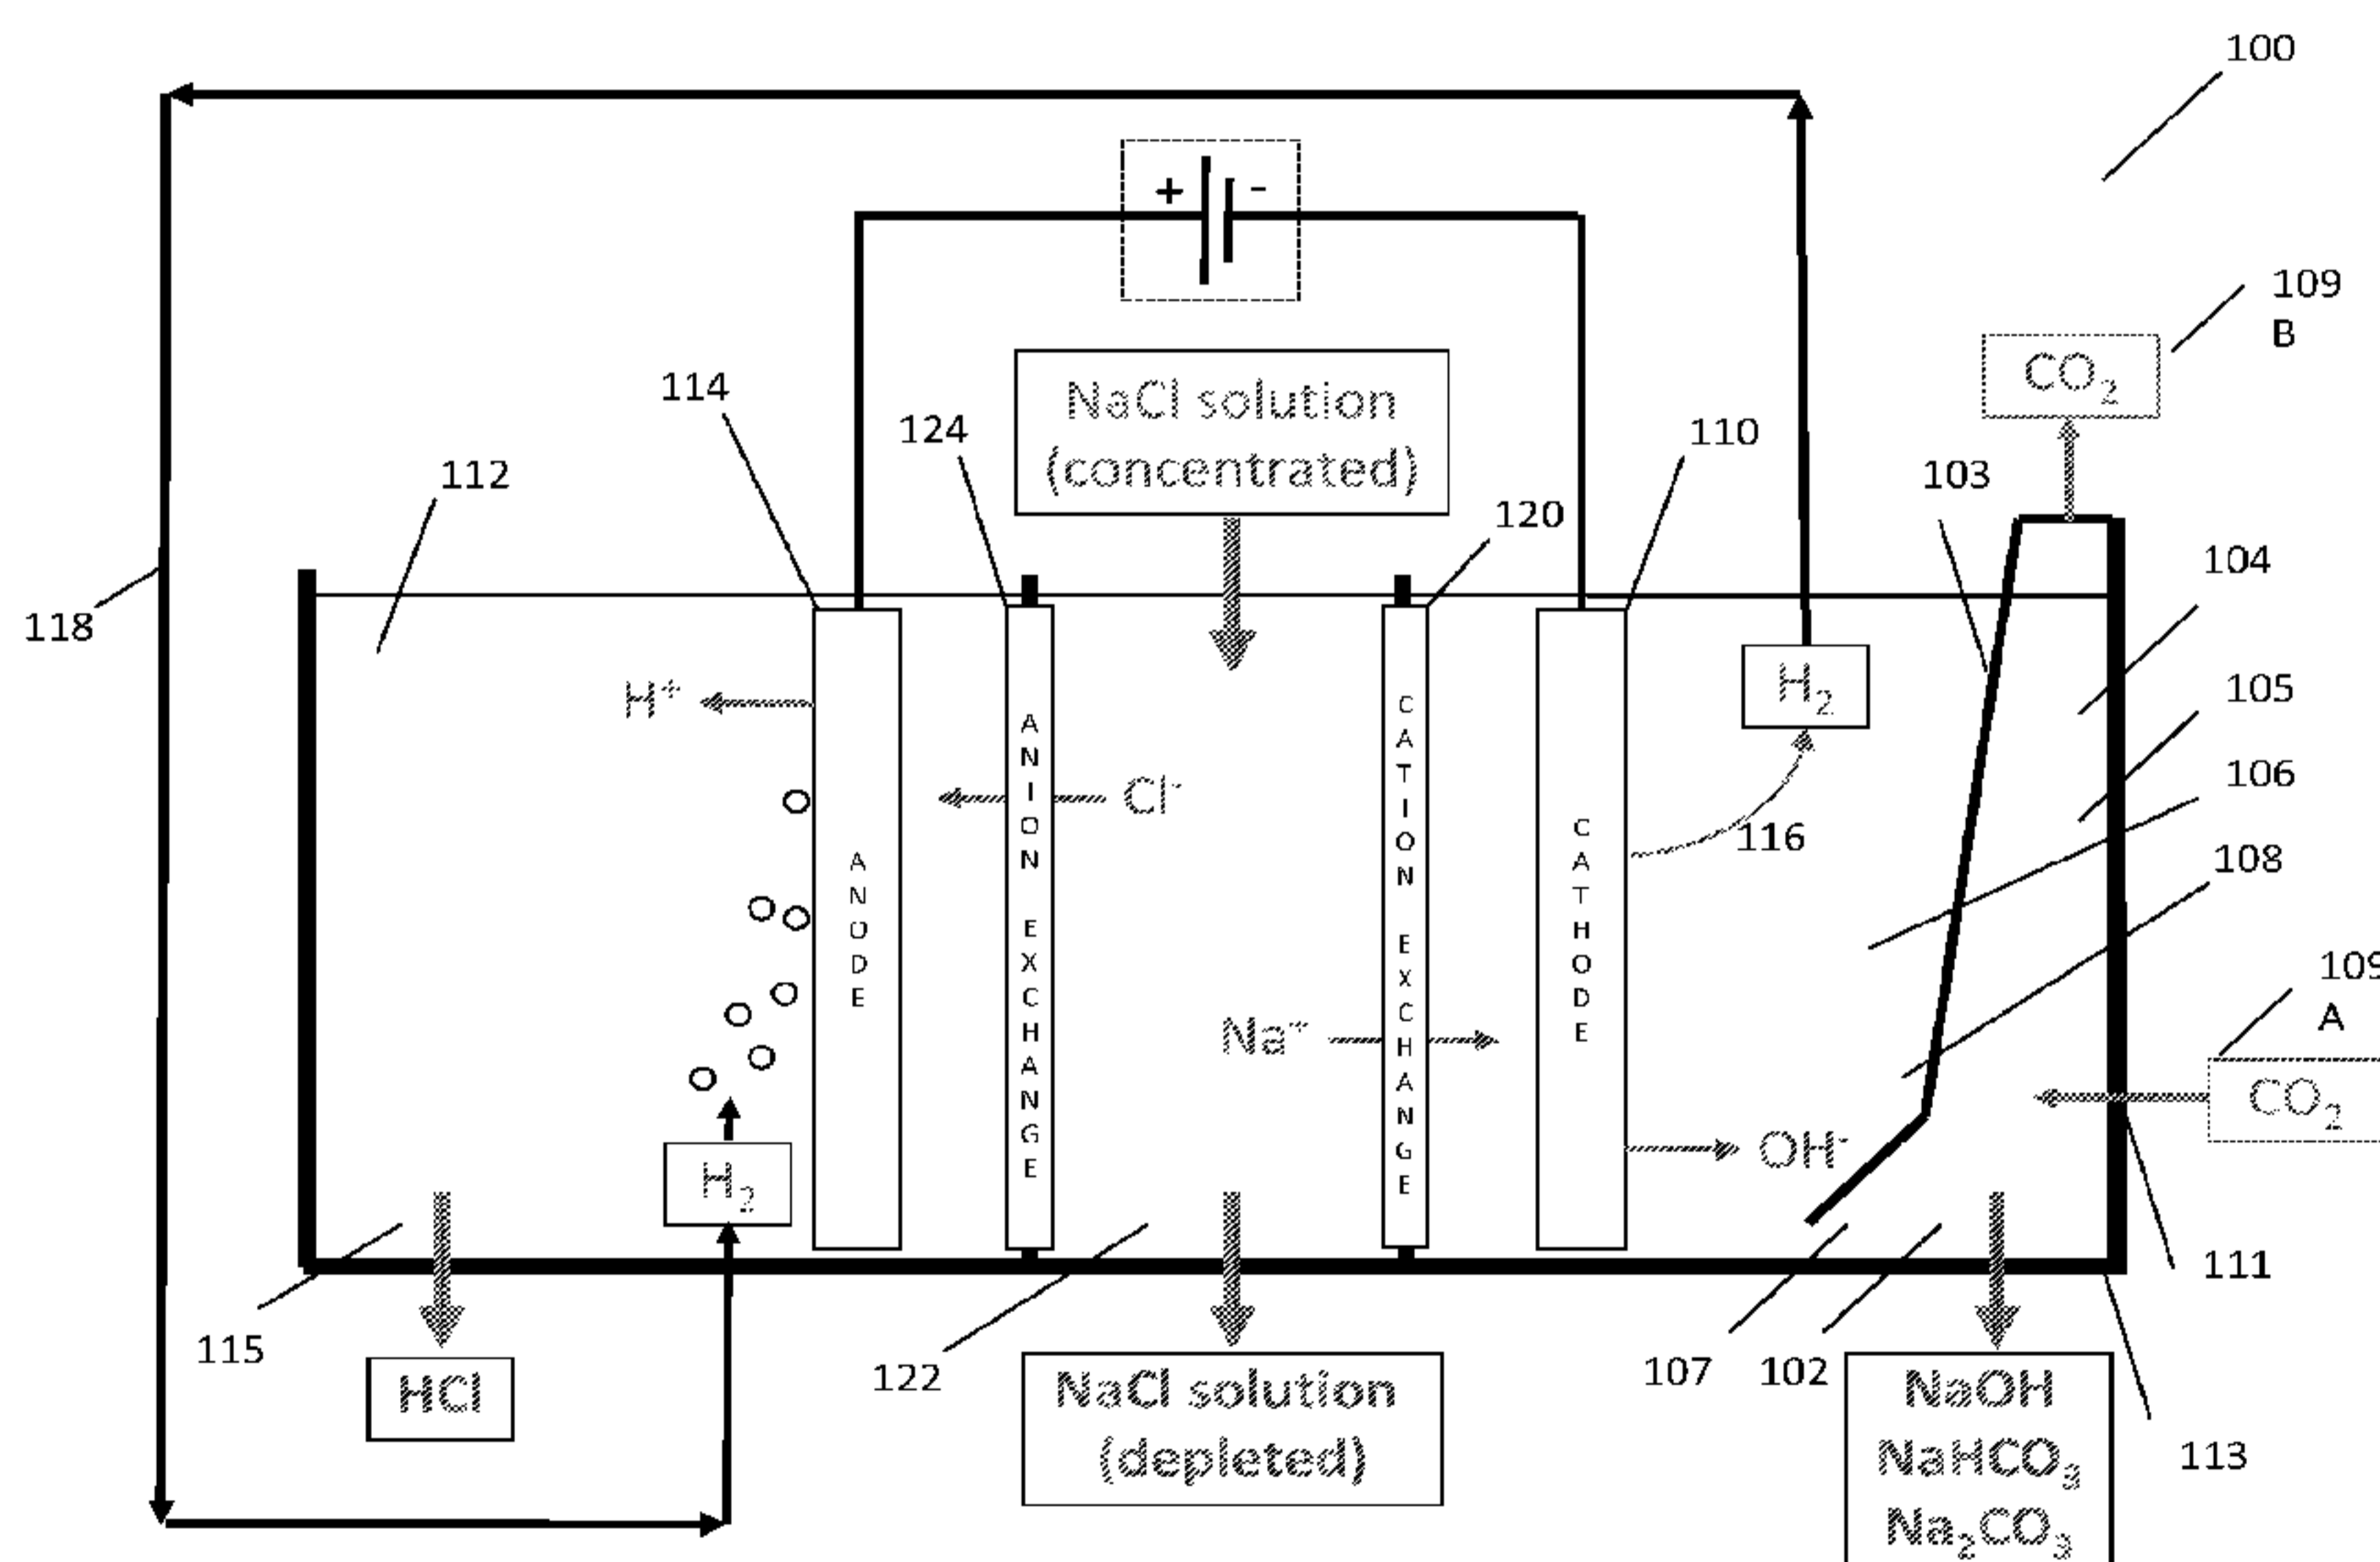 100
+ -
109
B
CO₂
114
NaCl solution
(concentrated)
124
110
112
103
120
104
118
H₂
105
H⁺
ANION EXCHANGE
CATION EXCHANGE
106
Cl⁻
116
CATHODE
ANODE
108
109
A
Na⁺
CO₂
OH⁻
H₂
111
115
122
107
102
HCl
NaCl solution
(depleted)
NaOH
NaHCO₃
Na₂CO₃
113